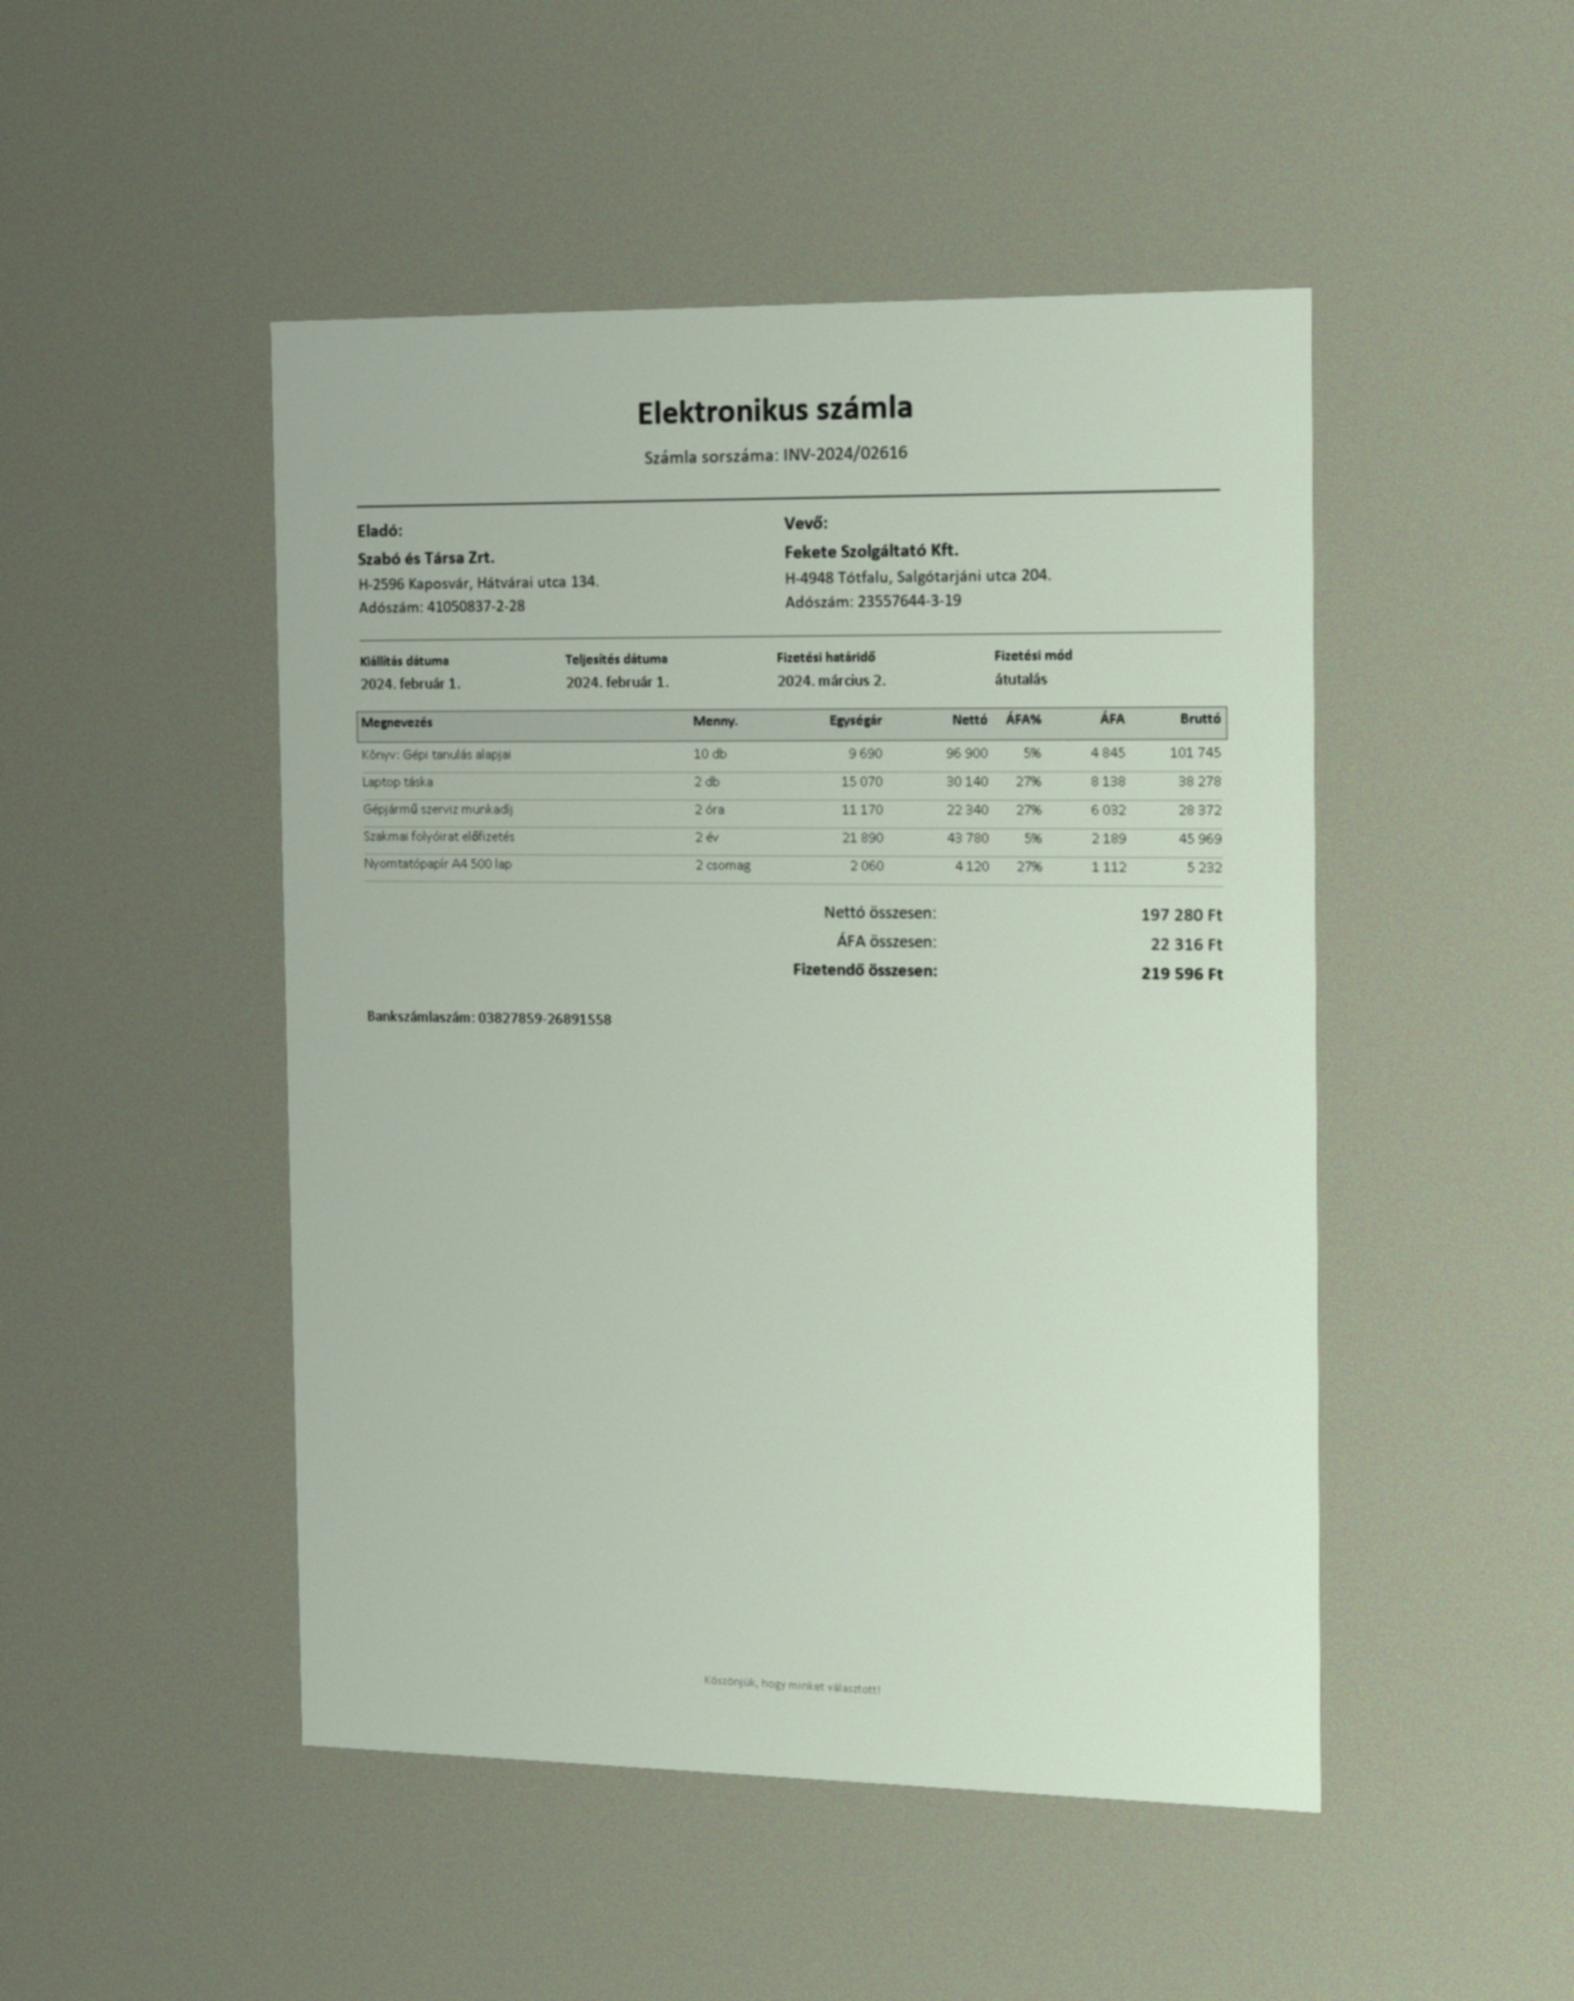 Elektronikus számla
Számla sorszáma: INV-2024/02616
Eladó:
Szabó és Társa Zrt.
H-2596 Kaposvár, Hátvárai utca 134.
Adószám: 41050837-2-28
Vevő:
Fekete Szolgáltató Kft.
H-4948 Tótfalu, Salgótarjáni utca 204.
Adószám: 23557644-3-19
Kiállítás dátuma Teljesítés dátuma Fizetési határidő Fizetési mód
2024. február 1. 2024. február 1. 2024. március 2. átutalás
Megnevezés Menny. Egységár Nettó ÁFA% ÁFA Bruttó
Könyv: Gépi tanulás alapjai 10 db 9 690 96 900 5% 4 845 101 745
Laptop táska 2 db 15 070 30 140 27% 8 138 38 278
Gépjármű szerviz munkadíj 2 óra 11 170 22 340 27% 6 032 28 372
Szakmai folyóirat előfizetés 2 év 21 890 43 780 5% 2 189 45 969
Nyomtatópapír A4 500 lap 2 csomag 2 060 4 120 27% 1 112 5 232
Nettó összesen: 197 280 Ft
ÁFA összesen: 22 316 Ft
Fizetendő összesen: 219 596 Ft
Bankszámlaszám: 03827859-26891558
Köszönjük, hogy minket választott!